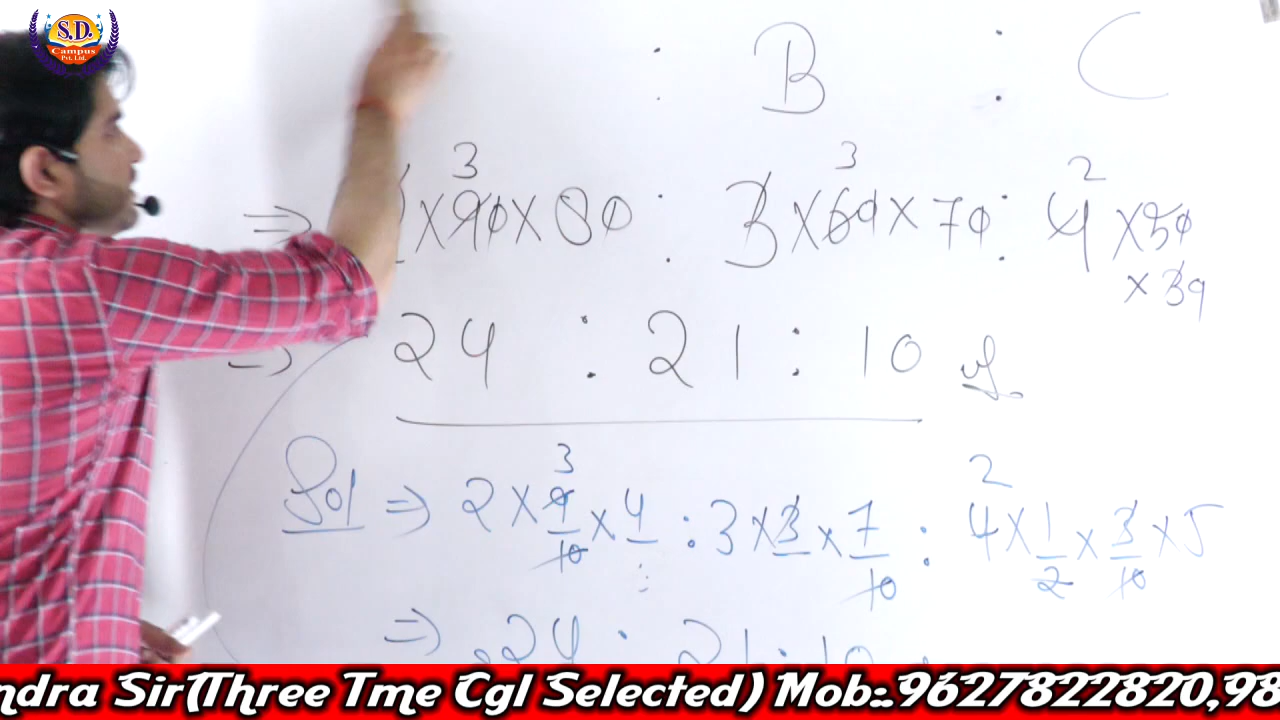 S.D.
Campus
Pvt. Ltd.
: B : C
3
3
2
⇒ × 90 × 80 : 3 × 60 × 70 : 4 × 50
× 30
⇒ 24 : 21 : 10
3
2
Sol ⇒ 2 × 9/10 × 4 : 3 × 3 × 7/10 : 4 × 1/2 × 3/10 × 5
⇒ 24 : 21 : 10
ndra Sir(Three Tme Cgl Selected) Mob:.9627822820,98